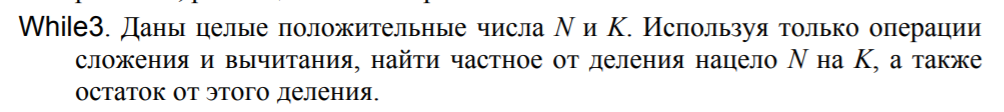 While3. Даны целые положительные числа N и K. Используя только операции
сложения и вычитания, найти частное от деления нацело N на K, а также
остаток от этого деления.